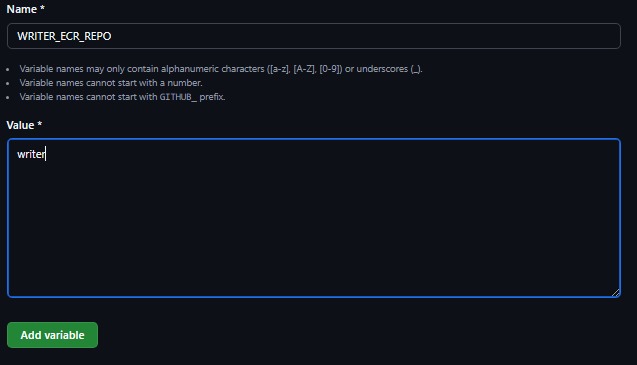 Name *
WRITER_ECR_REPO
• Variable names may only contain alphanumeric characters ([a-z], [A-Z], [0-9]) or underscores (_).
• Variable names cannot start with a number.
• Variable names cannot start with GITHUB_ prefix.
Value *
writer
Add variable